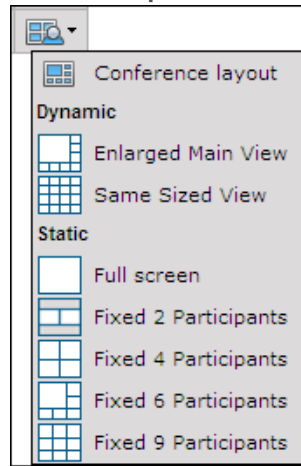 Conference layout
Dynamic
Enlarged Main View
Same Sized View
Static
Full screen
Fixed 2 Participants
Fixed 4 Participants
Fixed 6 Participants
Fixed 9 Participants